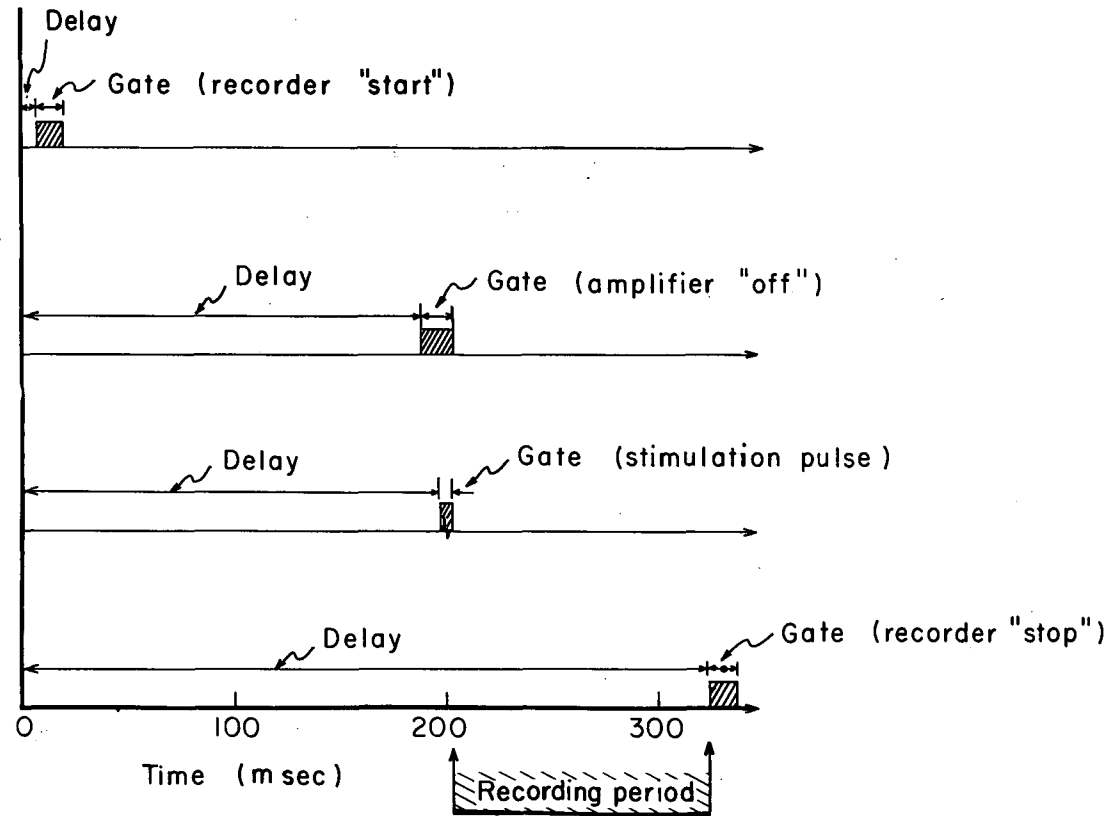 Delay
Gate (recorder "start")
Delay
Gate (amplifier "off")
Delay
Gate (stimulation pulse)
Delay
Gate (recorder "stop")
0 100 200 300
Time (msec)
Recording period